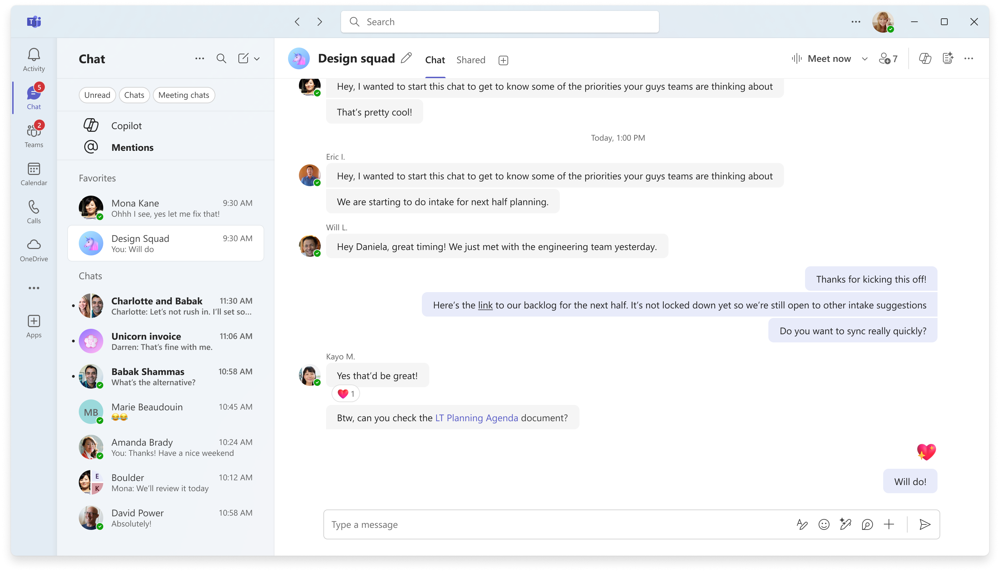 T
Search
Activity
5
Chat
2
Teams
Calendar
Calls
OneDrive
Apps
Chat
Unread
Chats
Meeting chats
Copilot
Mentions
Favorites
Mona Kane 9:30 AM
Ohhh I see, yes let me fix that!
Design Squad 9:30 AM
You: Will do
Chats
Charlotte and Babak 11:30 AM
Charlotte: Let’s not rush in. I’ll set so...
Unicorn invoice 11:06 AM
Darren: That’s fine with me.
Babak Shammas 10:58 AM
What’s the alternative?
MB
Marie Beaudouin 10:45 AM
😂😂
Amanda Brady 10:24 AM
You: Thanks! Have a nice weekend
E
K
Boulder 10:12 AM
Mona: We’ll review it today
David Power 10:58 AM
Absolutely!
Design squad
Chat
Shared
Meet now
7
Hey, I wanted to start this chat to get to know some of the priorities your guys teams are thinking about
That’s pretty cool!
Today, 1:00 PM
Eric I.
Hey, I wanted to start this chat to get to know some of the priorities your guys teams are thinking about
We are starting to do intake for next half planning.
Will L.
Hey Daniela, great timing! We just met with the engineering team yesterday.
Thanks for kicking this off!
Here’s the link to our backlog for the next half. It’s not locked down yet so we’re still open to other intake suggestions
Do you want to sync really quickly?
Kayo M.
Yes that’d be great!
❤️ 1
Btw, can you check the LT Planning Agenda document?
💖
Will do!
Type a message